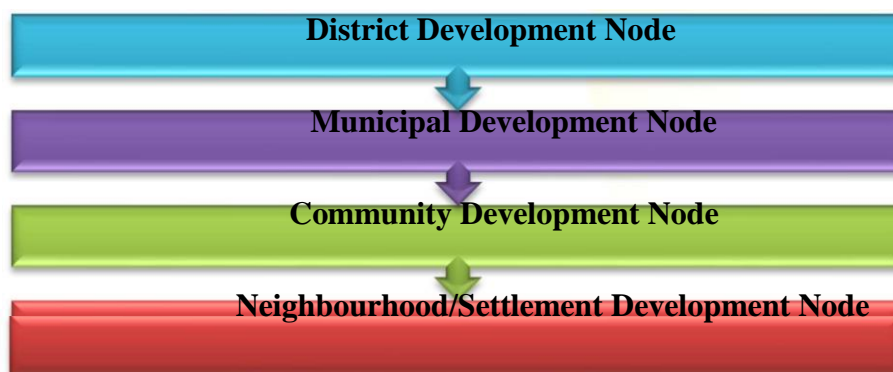 District Development Node
Municipal Development Node
Community Development Node
Neighbourhood/Settlement Development Node